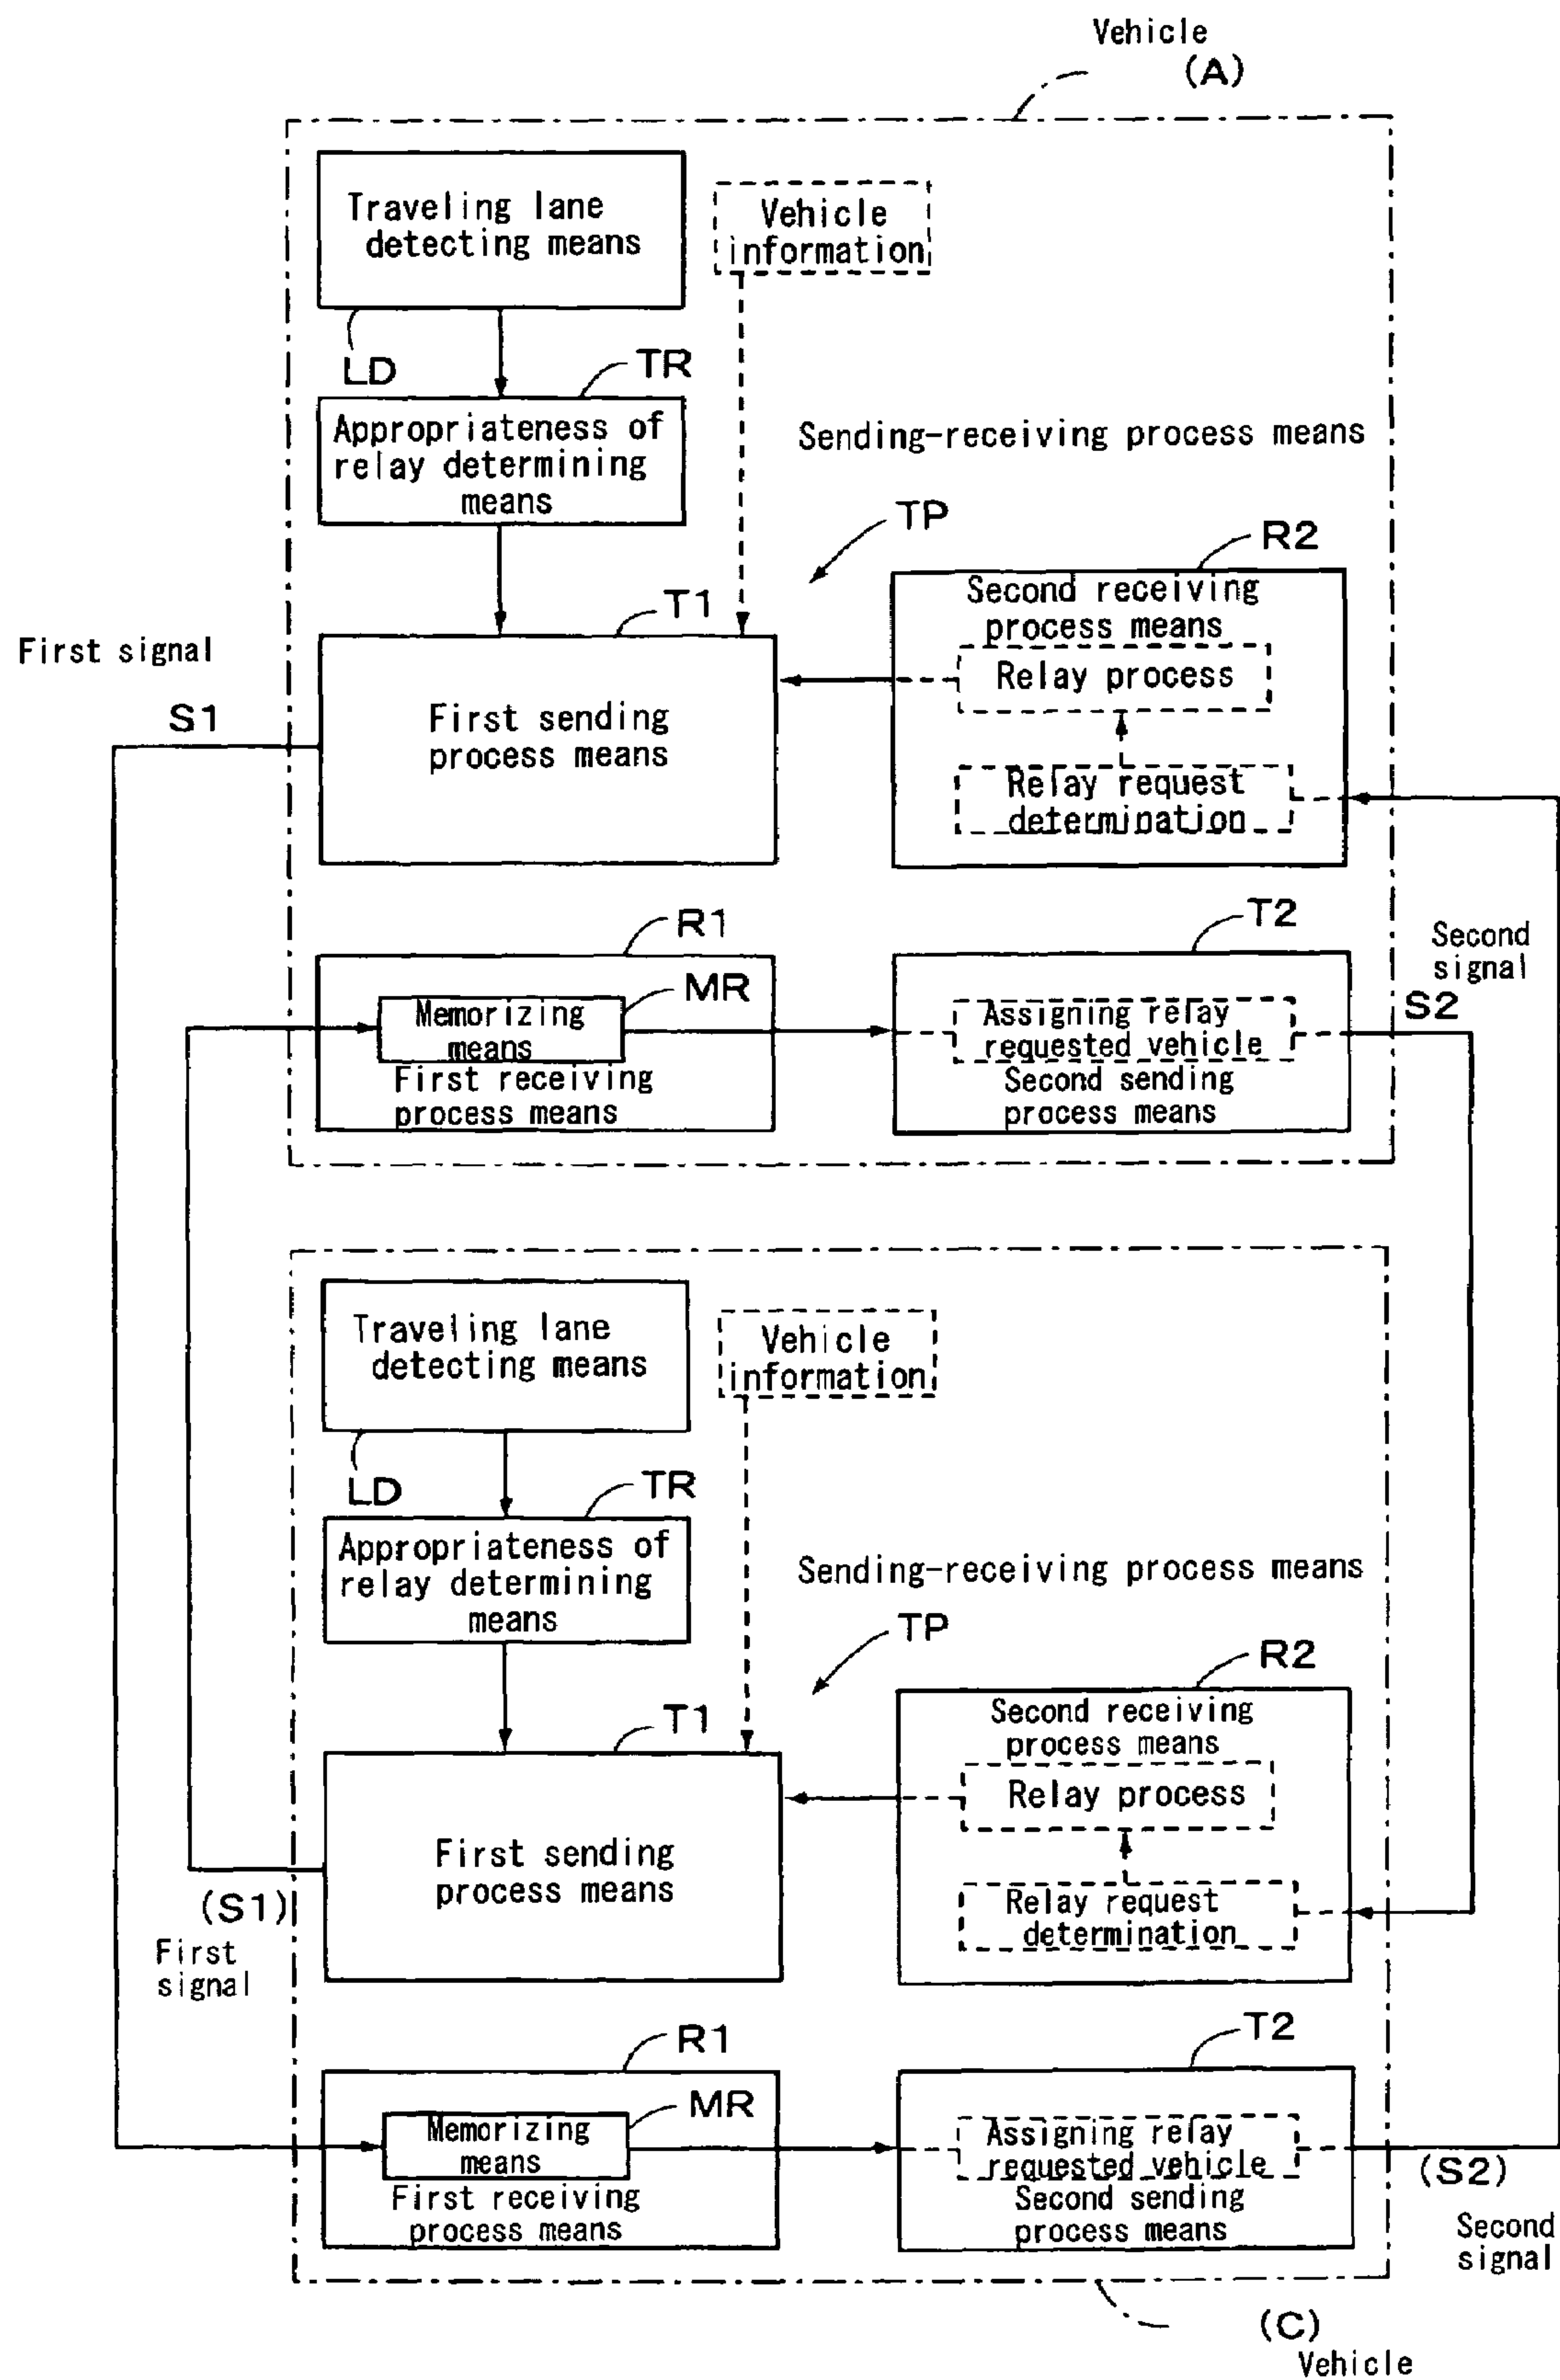 Vehicle
(A)
Traveling lane
detecting means
Vehicle
information
LD
TR
Appropriateness of
relay determining
means
Sending-receiving process means
TP
R2
Second receiving
process means
Relay process
Relay request
determination
T1
First signal
S1
First sending
process means
R1
MR
Memorizing
means
First receiving
process means
T2
Assigning relay
requested vehicle
Second sending
process means
Second
signal
S2
Traveling lane
detecting means
Vehicle
information
LD
TR
Appropriateness of
relay determining
means
Sending-receiving process means
TP
R2
Second receiving
process means
Relay process
Relay request
determination
T1
First sending
process means
(S1)
First
signal
R1
MR
Memorizing
means
First receiving
process means
T2
Assigning relay
requested vehicle
Second sending
process means
(S2)
Second
signal
(C)
Vehicle